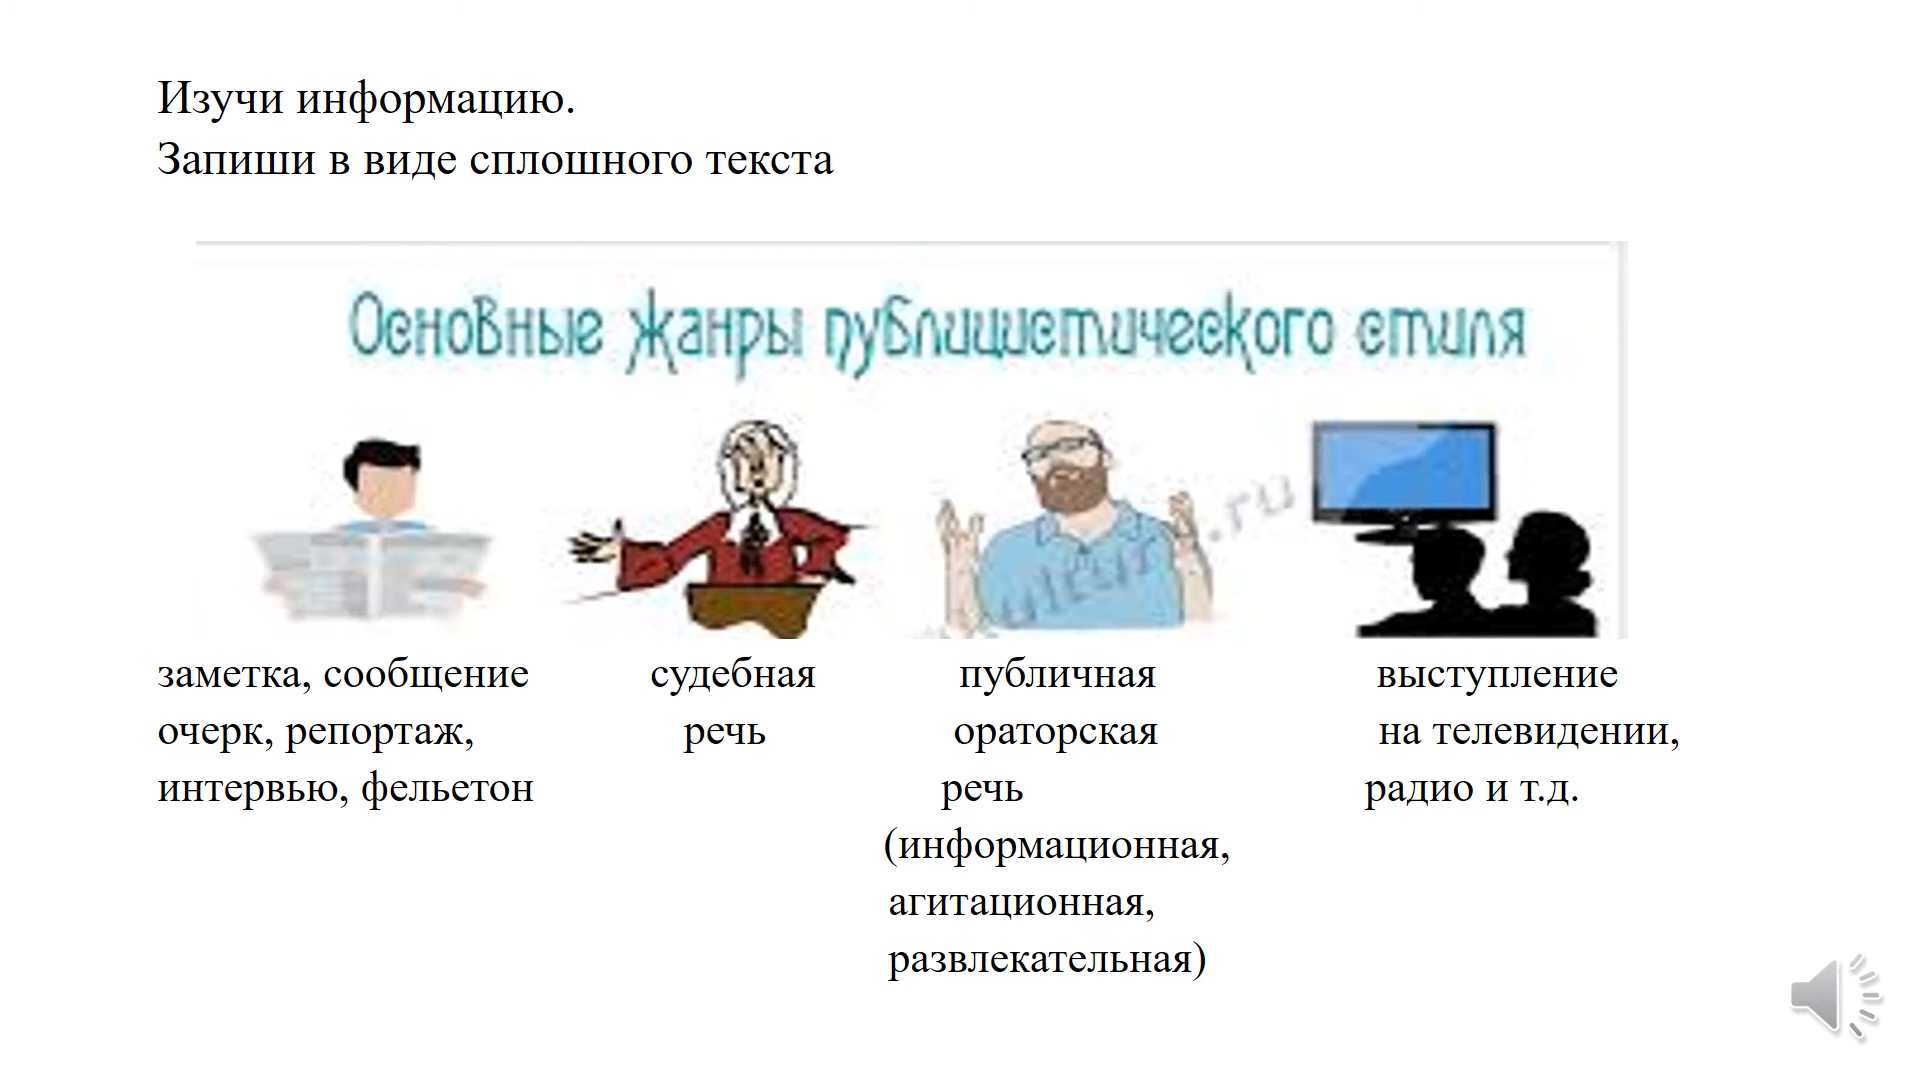 Изучи информацию.
Запиши в виде сплошного текста
Основные жанры публицистического стиля
заметка, сообщение
очерк, репортаж,
интервью, фельетон
судебная
речь
публичная
ораторская
речь
(информационная,
агитационная,
развлекательная)
выступление
на телевидении,
радио и т.д.